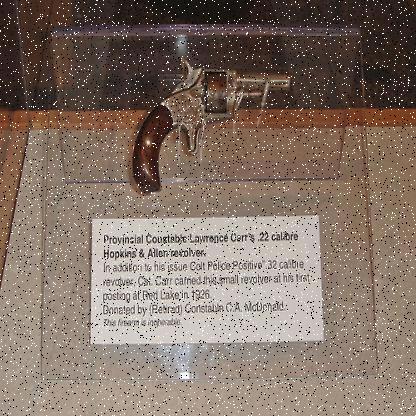 Provincial Constable Lawrence Carr's .22 calibre
Hopkins & Allen revolver.
In addition to his issue Colt Police Positive .32 calibre
revolver, Cst. Carr carried this small revolver at his first
posting at Red Lake in 1926.
Donated by (Retired) Constable C.A. McDonald.
This firearm is inoperable.